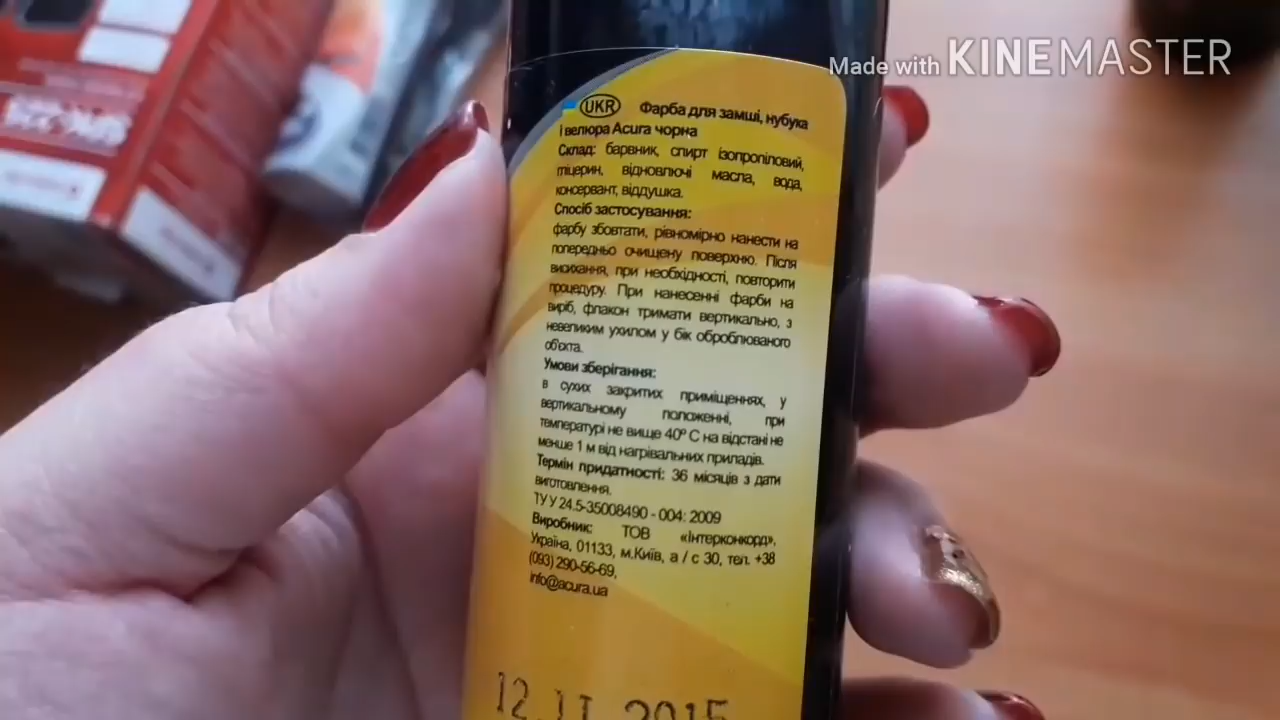 Made with KINEMASTER
UKR Фарба для замші, нубука
і велюра Acura чорна
Склад: барвник, спирт ізопропіловий,
гліцерин, відновлюючі масла, вода,
консервант, віддушка.
Спосіб застосування:
фарбу збовтати, рівномірно нанести на
попередньо очищену поверхню. Після
висихання, при необхідності, повторити
процедуру. При нанесенні фарби на
виріб, флакон тримати вертикально, з
невеликим ухилом у бік оброблюваного
об'єкта.
Умови зберігання:
в сухих закритих приміщеннях, у
вертикальному положенні, при
температурі не вище 40º С на відстані не
менше 1 м від нагрівальних приладів.
Термін придатності: 36 місяців з дати
виготовлення.
ТУ У 24.5-35008490 - 004: 2009
Виробник: ТОВ «Інтерконкорд»,
Україна, 01133, м.Київ, а / с 30, тел. +38
(093) 290-56-69,
info@acura.ua
12.11 2015